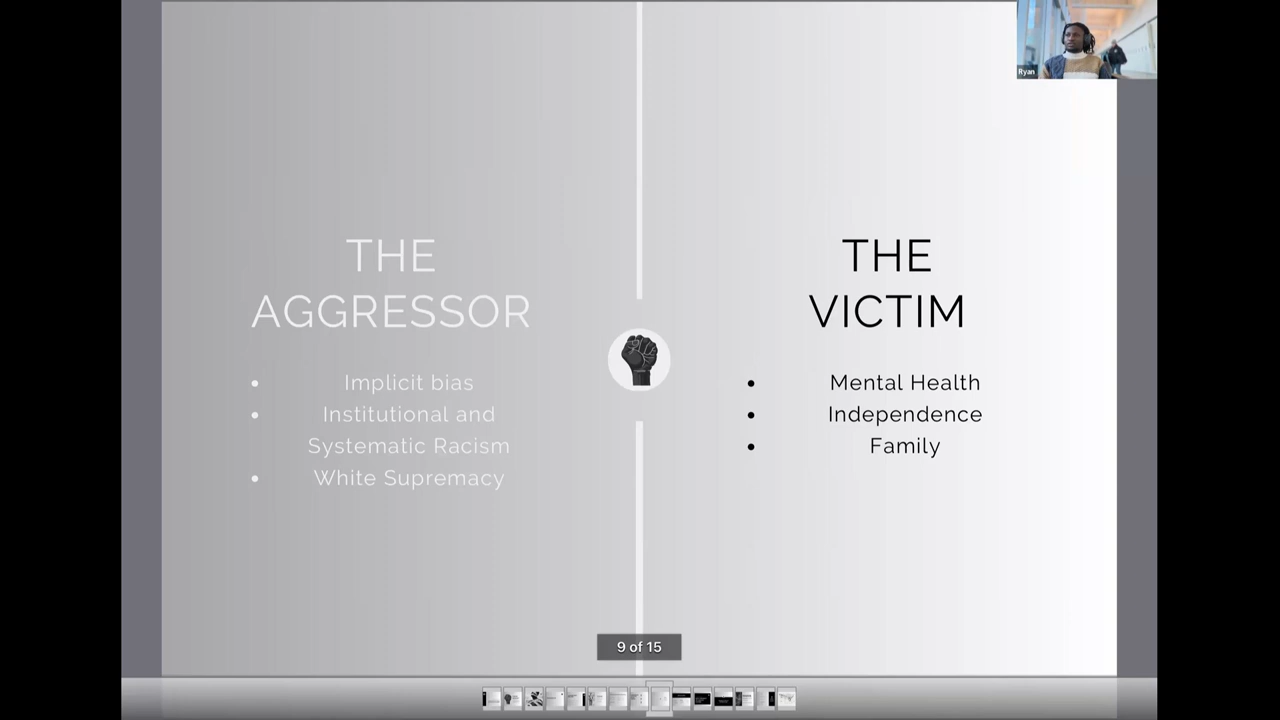 Ryan
THE
AGGRESSOR
• Implicit bias
• Institutional and
Systematic Racism
• White Supremacy
THE
VICTIM
• Mental Health
• Independence
• Family
9 of 15